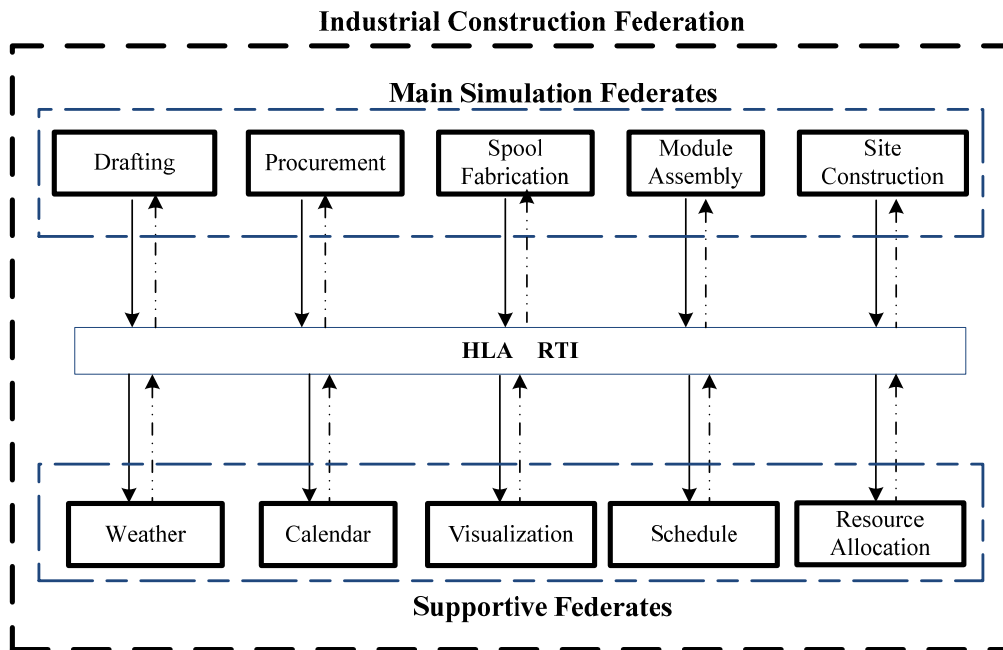 Industrial Construction Federation
Main Simulation Federates
Drafting
Procurement
Spool
Fabrication
Module
Assembly
Site
Construction
HLA RTI
Weather
Calendar
Visualization
Schedule
Resource
Allocation
Supportive Federates